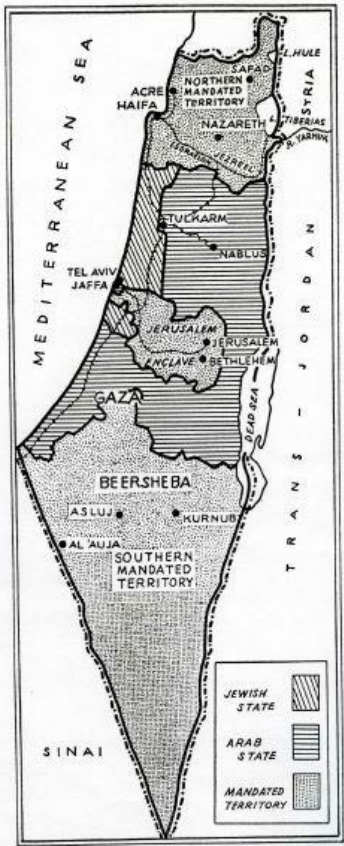 MEDITERRANEAN SEA
L. HULE
SAFAD
NORTHERN
MANDATED
TERRITORY
ACRE
HAIFA
SYRIA
L. TIBERIAS
NAZARETH
R. YARMUK
ESDRAELON JEZREEL
TULKARM
NABLUS
TEL AVIV
JAFFA
JERUSALEM
ENCLAVE
JERUSALEM
BETHLEHEM
TRANS – JORDAN
DEAD SEA
GAZA
BEERSHEBA
ASLUJ
KURNUB
AL 'AUJA
SOUTHERN
MANDATED
TERRITORY
SINAI
JEWISH
STATE
ARAB
STATE
MANDATED
TERRITORY